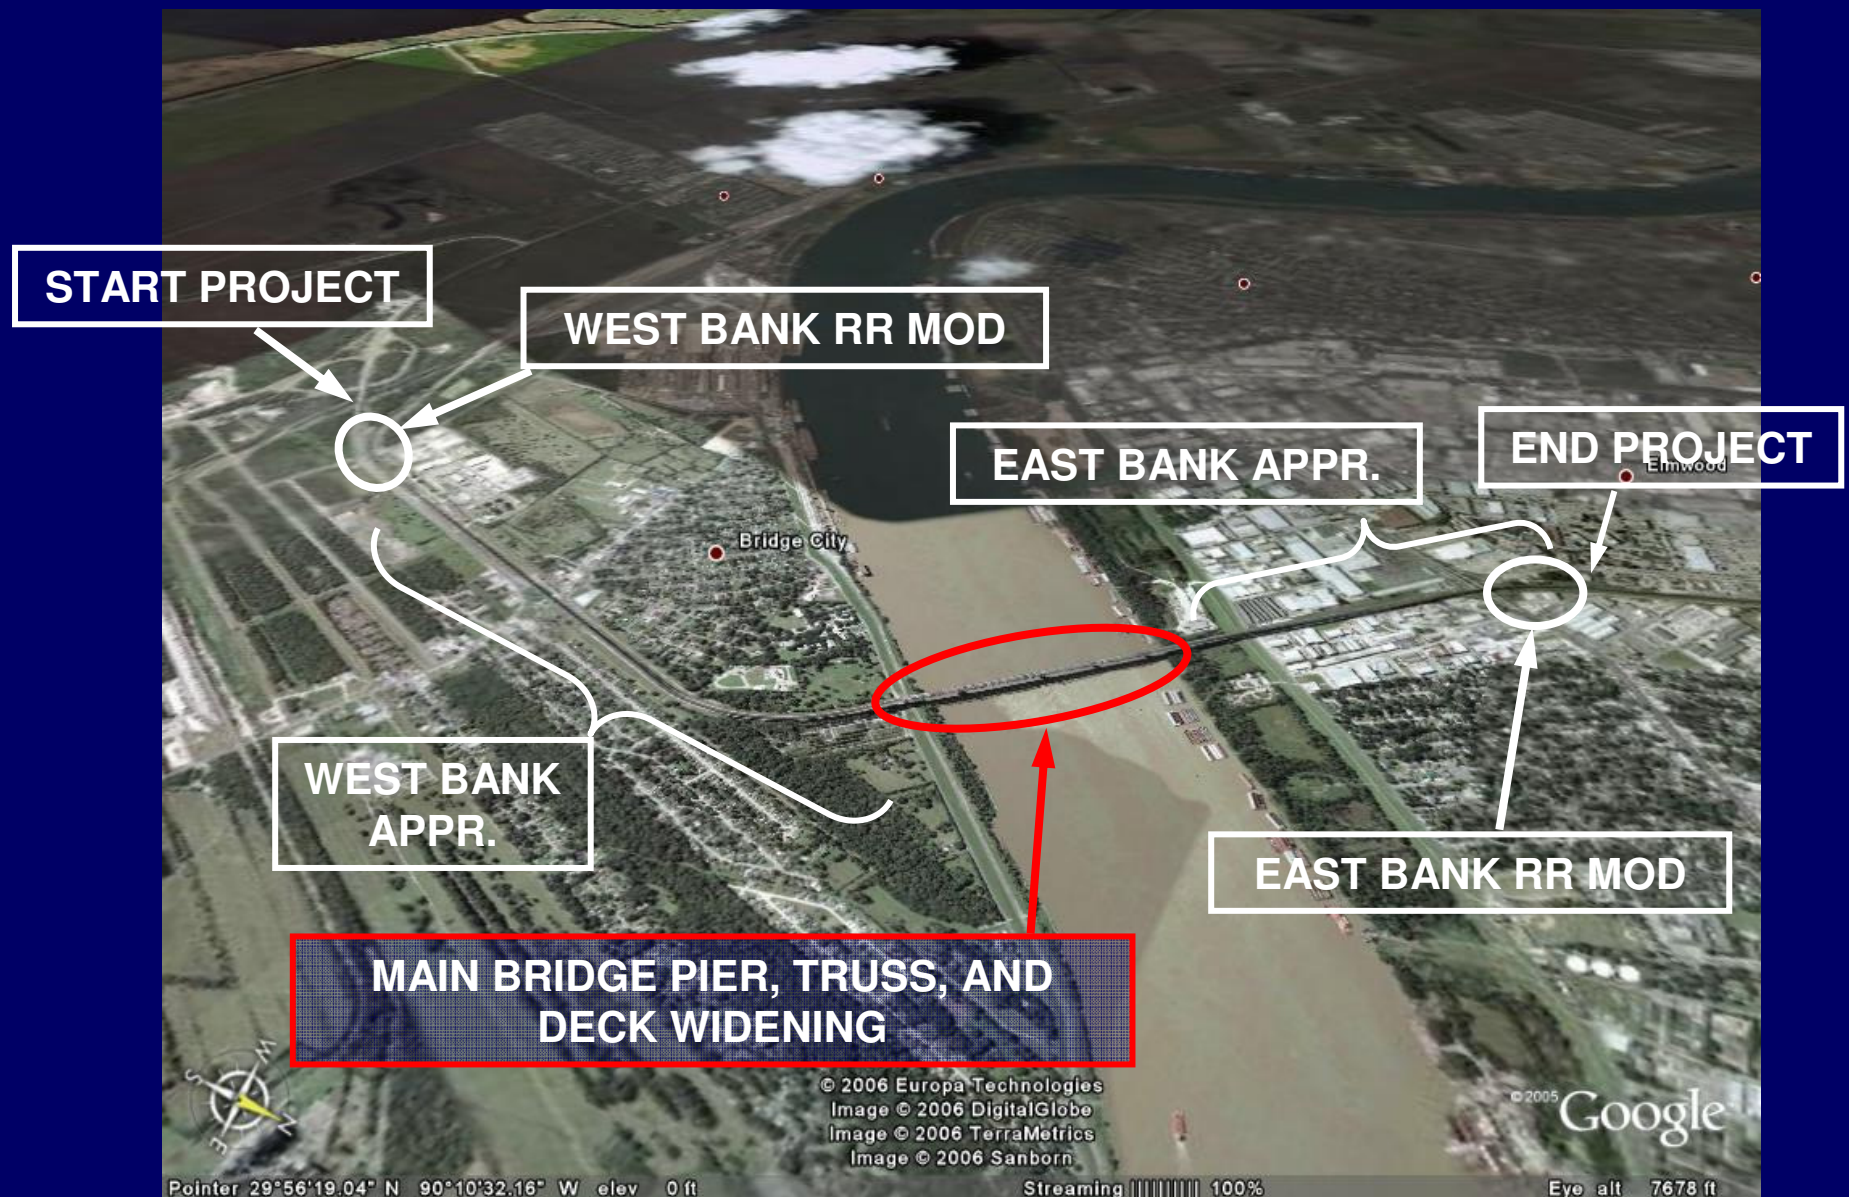 START PROJECT
WEST BANK RR MOD
EAST BANK APPR.
END PROJECT
Elmwood
Bridge City
WEST BANK
APPR.
EAST BANK RR MOD
MAIN BRIDGE PIER, TRUSS, AND
DECK WIDENING
W
S
N
E
© 2006 Europa Technologies
Image © 2006 DigitalGlobe
Image © 2006 TerraMetrics
Image © 2006 Sanborn
© 2005 Google
Pointer 29°56'19.04" N 90°10'32.16" W elev 0 ft
Streaming |||||||||| 100%
Eye alt 7678 ft